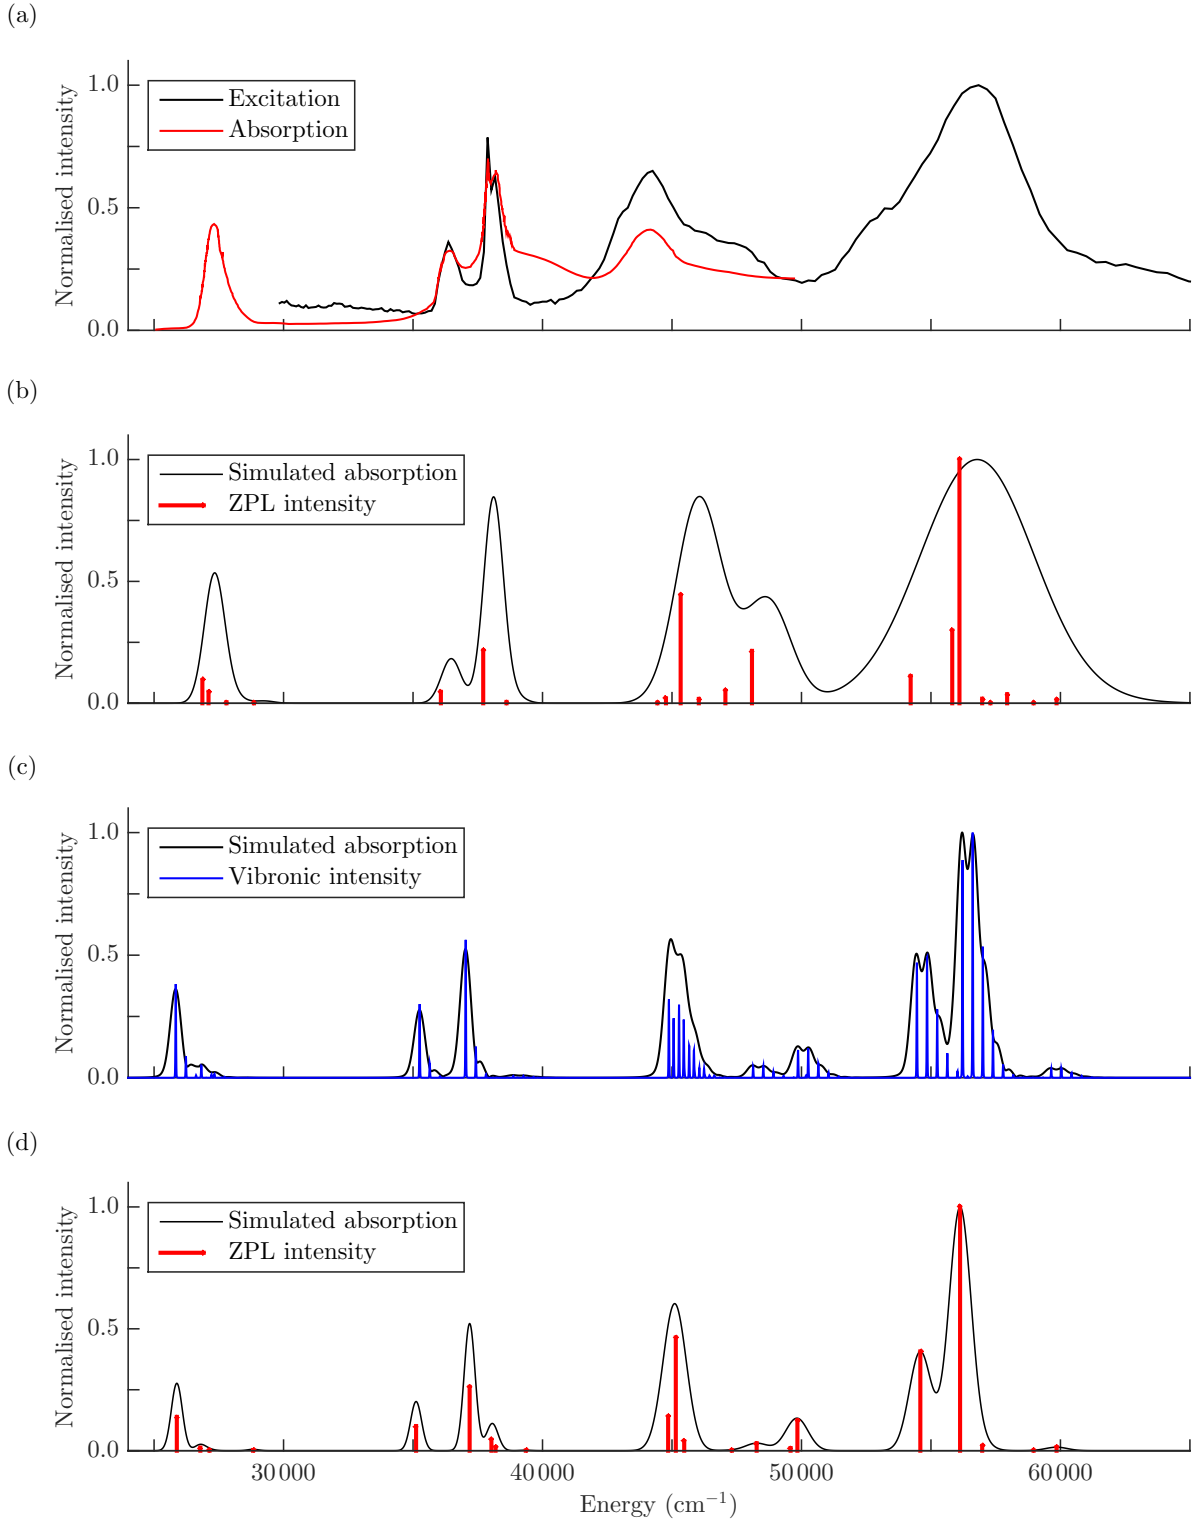 (a)
Normalised intensity
1.0
0.5
0.0
Excitation
Absorption
(b)
Normalised intensity
1.0
0.5
0.0
Simulated absorption
ZPL intensity
(c)
Normalised intensity
1.0
0.5
0.0
Simulated absorption
Vibronic intensity
(d)
Normalised intensity
1.0
0.5
0.0
Simulated absorption
ZPL intensity
30 000 40 000 50 000 60 000
Energy (cm⁻¹)